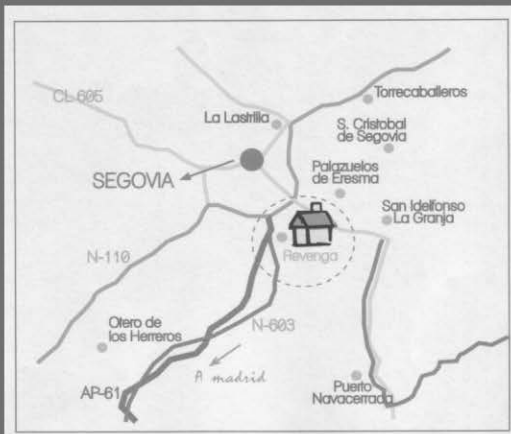 CL-605
Torrecaballeros
La Lastrilla
S. Cristobal
de Segovia
SEGOVIA
Palazuelos
de Eresma
San Idelfonso
La Granja
Revenga
N-110
Otero de
los Herreros
N-603
A madrid
AP-61
Puerto
Navacerrada